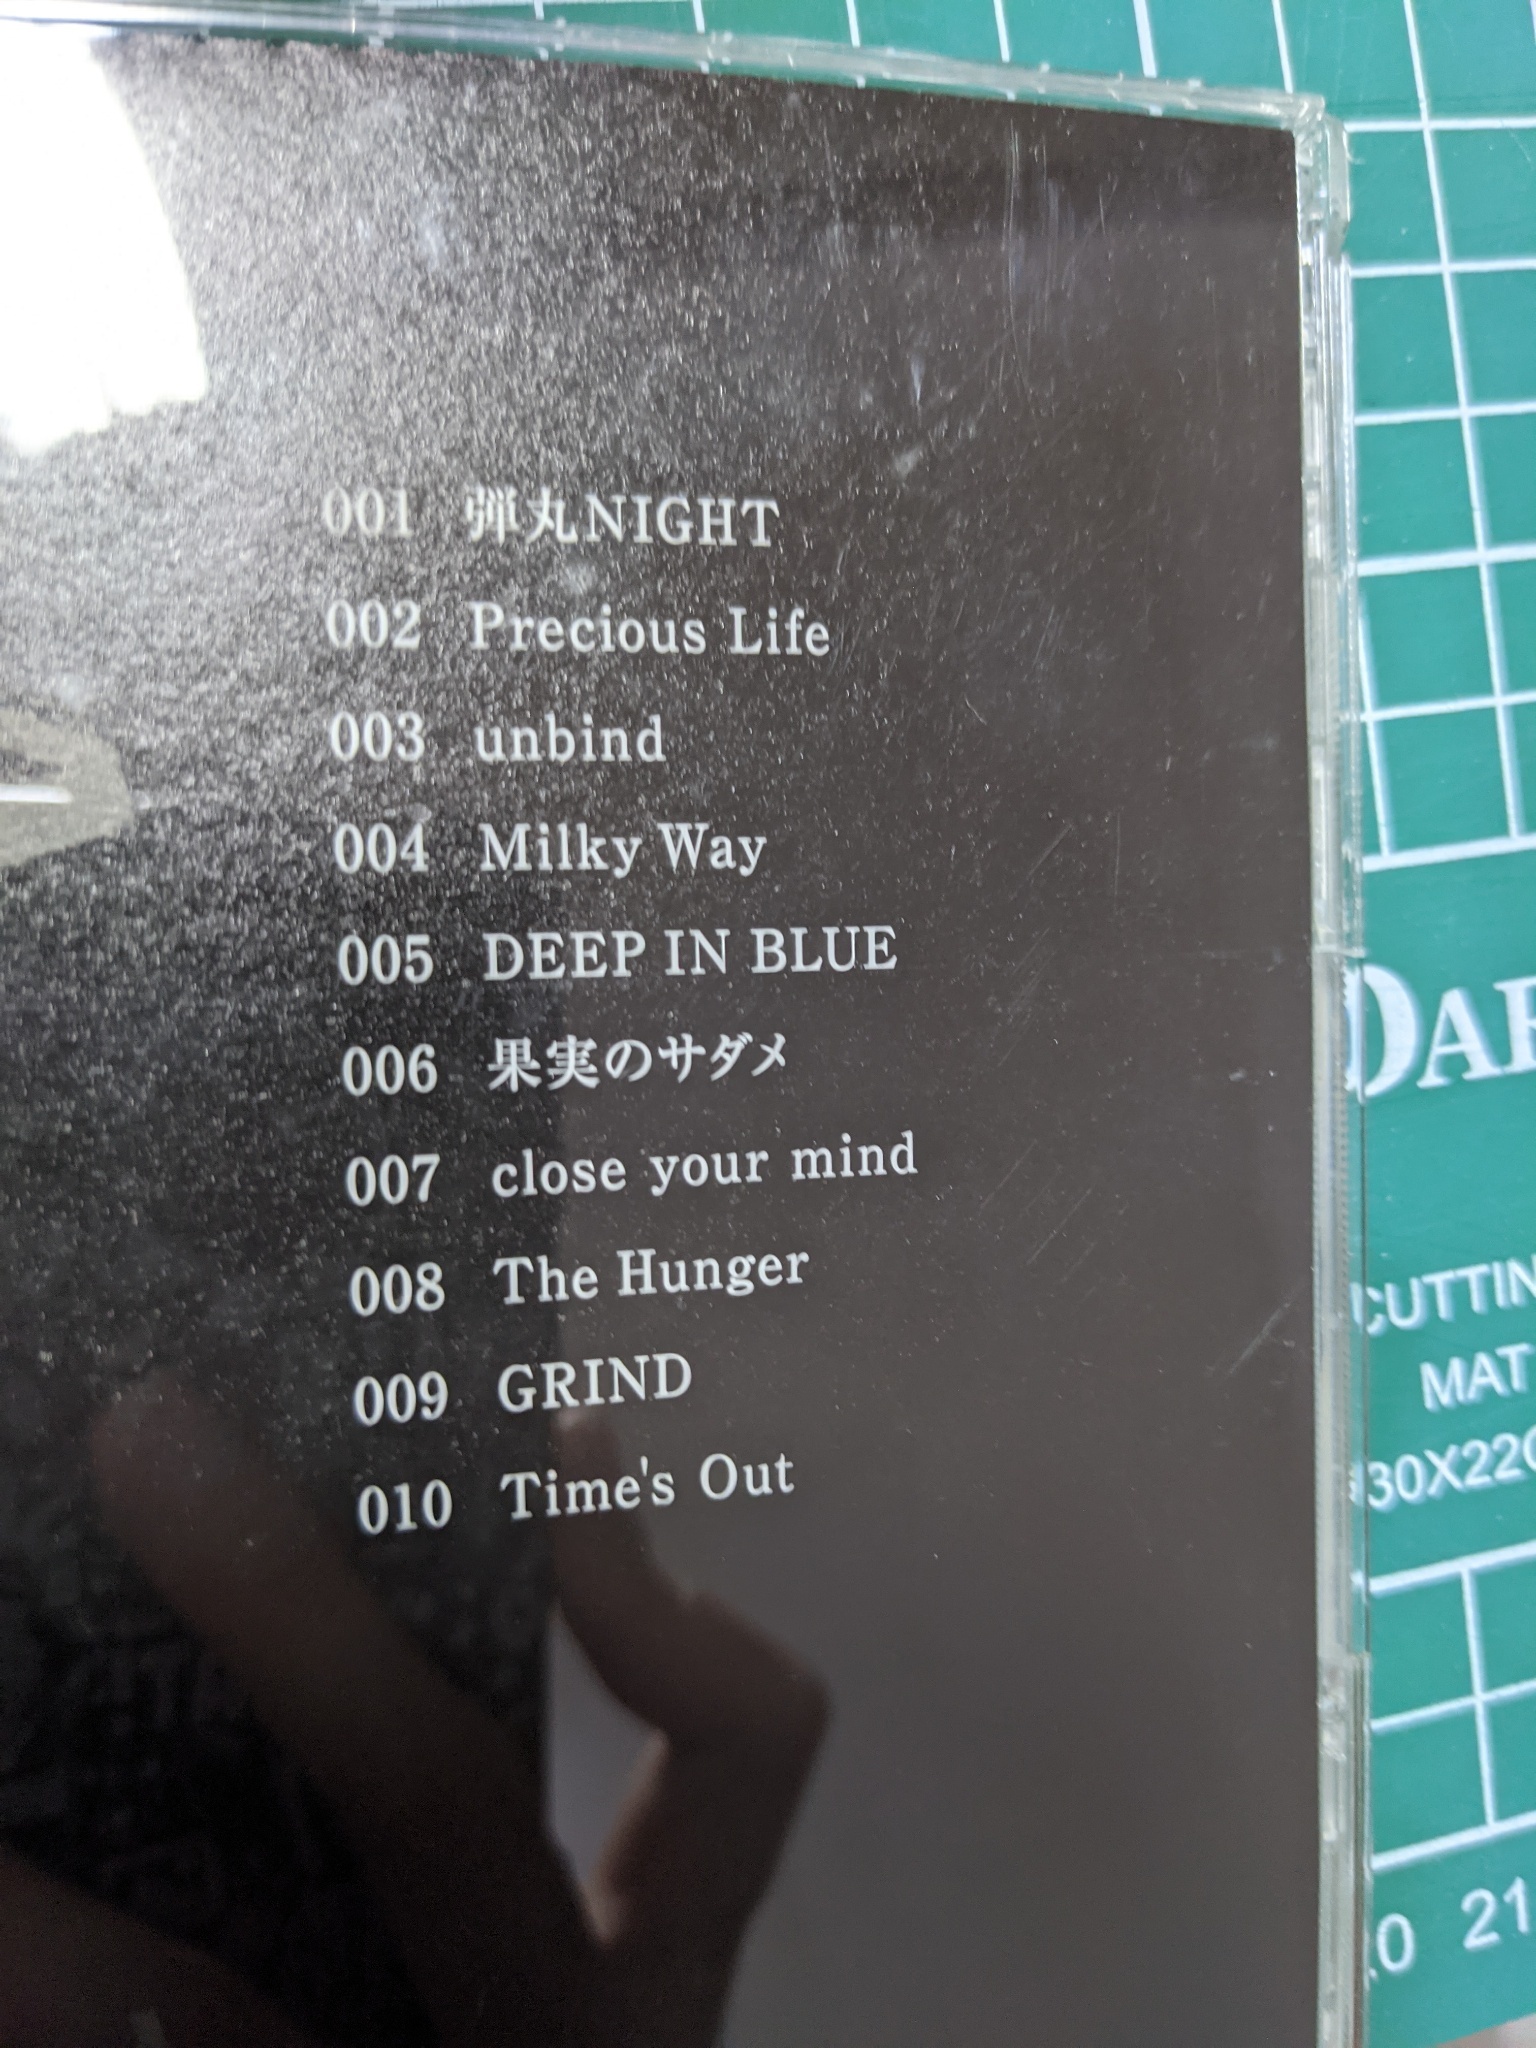 001 弾丸NIGHT
002 Precious Life
003 unbind
004 Milky Way
005 DEEP IN BLUE
006 果実のサダメ
007 close your mind
008 The Hunger
009 GRIND
010 Time's Out
MAT
21